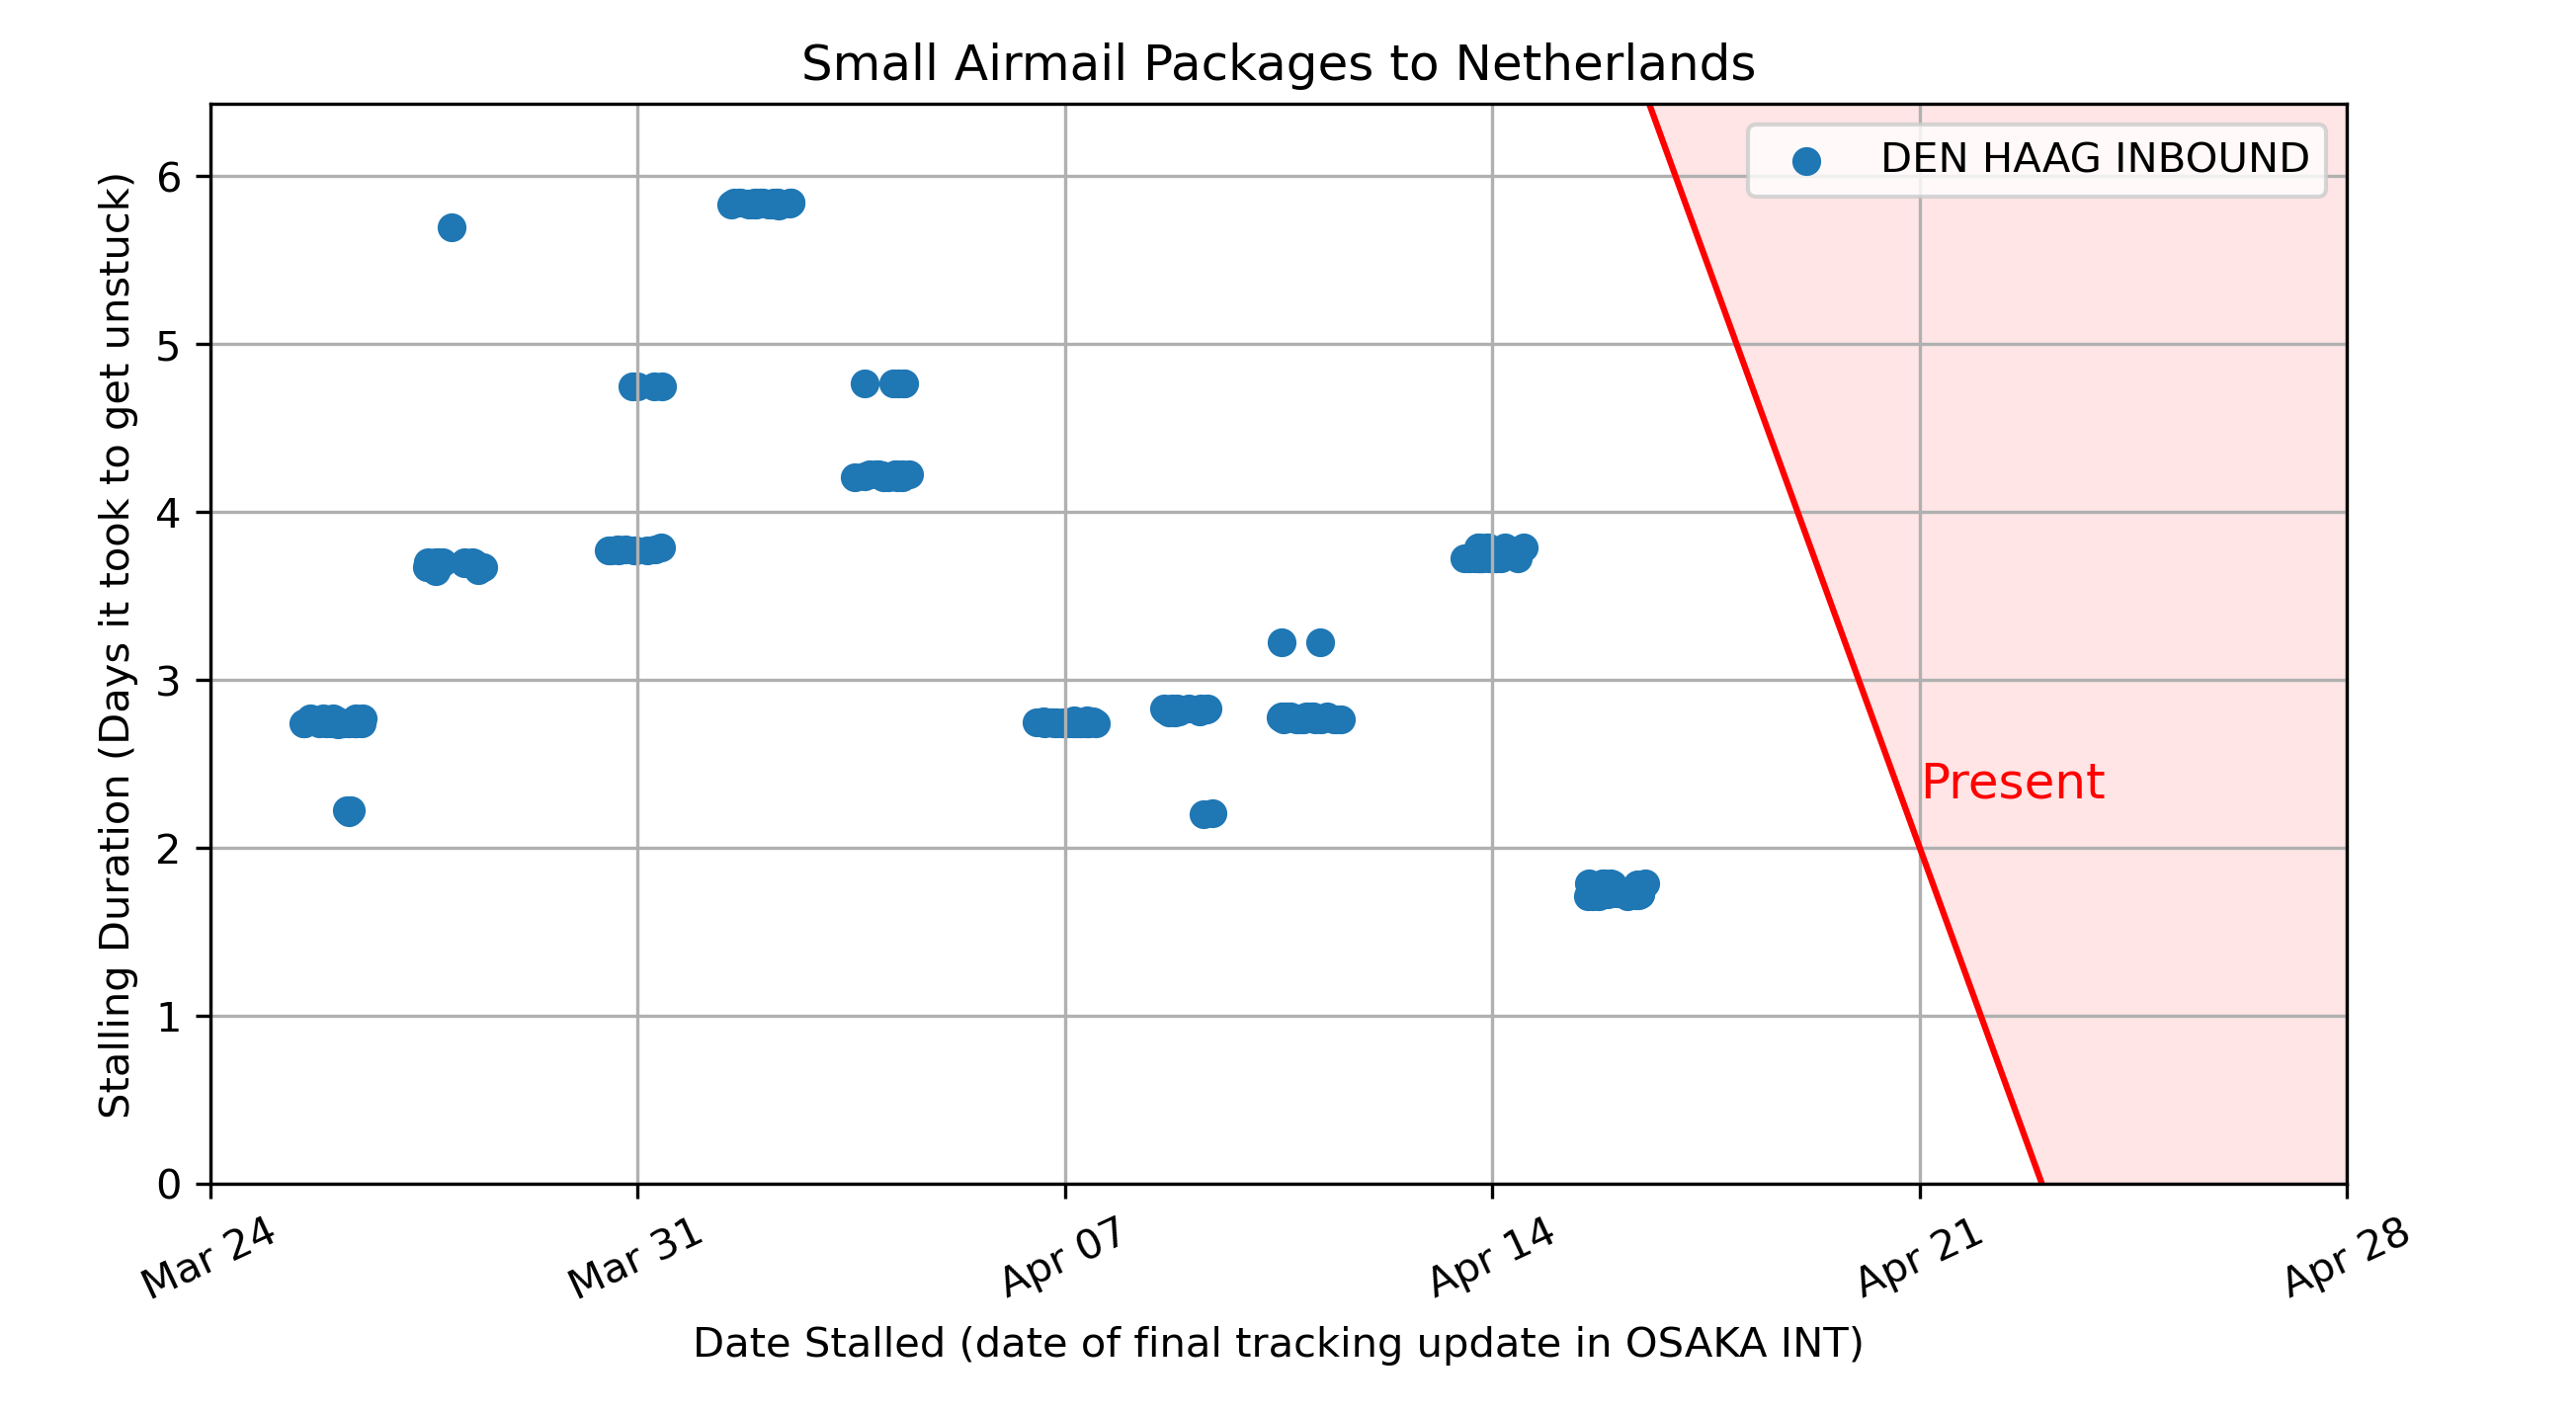 Small Airmail Packages to Netherlands
DEN HAAG INBOUND
Stalling Duration (Days it took to get unstuck)
6
5
4
3
2
1
0
Present
Mar 24
Mar 31
Apr 07
Apr 14
Apr 21
Apr 28
Date Stalled (date of final tracking update in OSAKA INT)